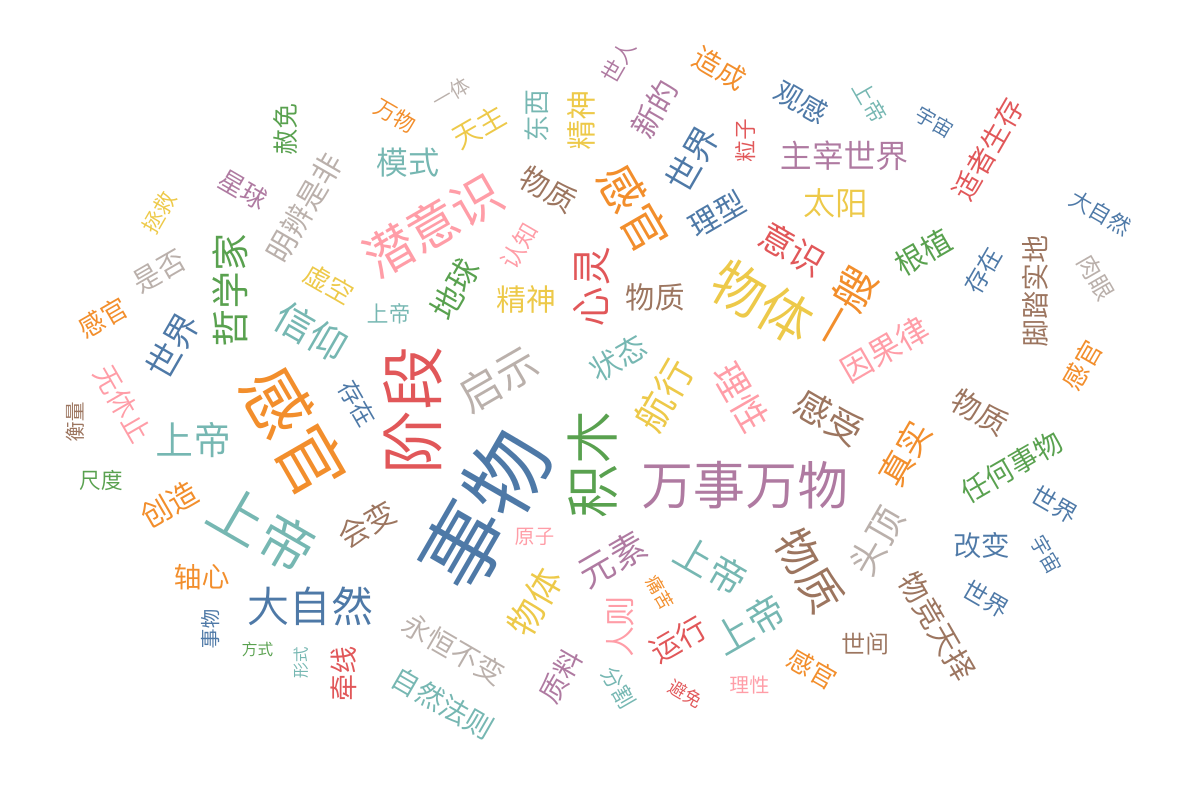 世人
造成
观感
上帝
宇宙
新的
万物
一体
天主
东西
精神
世界
粒子
主宰世界
适者生存
赦免
模式
明辨是非
星球
拯救
潜意识
物质
感官
理型
太阳
大自然
意识
根植
存在
脚踏实地
肉眼
是否
感官
哲学家
虚空
信仰
上帝
地球
认知
精神
心灵
物质
物体
一艘
世界
因果律
感官
无休止
衡量
尺度
上帝
感官
存在
阶段
启示
状态
航行
理性
感受
真实
物质
任何事物
世界
创造
上帝
会变
事物
原子
积木
万事万物
元素
上帝
物质
头顶
改变
宇宙
世界
轴心
大自然
事物
方式
形式
牵线
永恒不变
自然法则
物体
质料
人则
痛苦
分割
运行
避免
上帝
理性
感官
世间
物竞天择